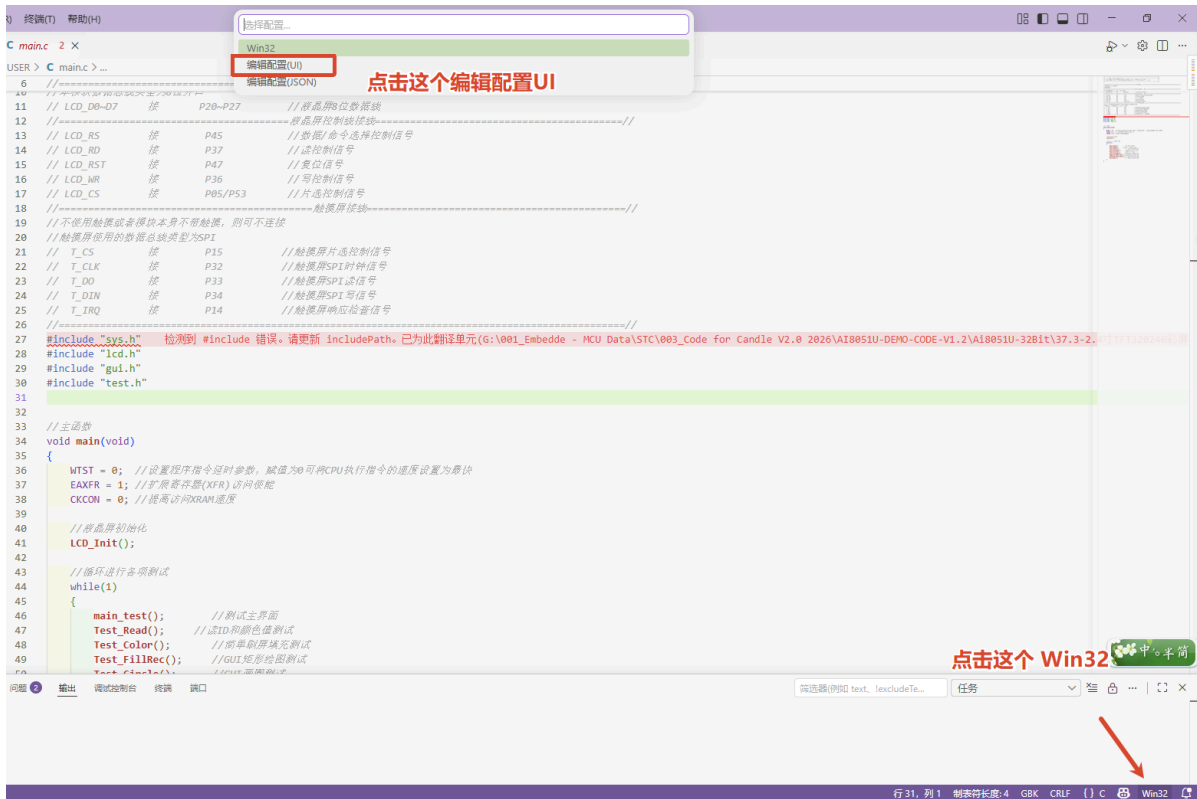 终端(T) 帮助(H)
选择配置...
Win32
编辑配置(UI)
编辑配置(JSON)
点击这个编辑配置UI
C main.c 2 ×
USER > C main.c > ...
6 //====================
11 // LCD_D0~D7 接 P20~P27 //液晶屏8位数据线
12 //=======================================液晶屏控制线接线==========================================//
13 // LCD_RS 接 P45 //数据/命令选择控制信号
14 // LCD_RD 接 P37 //读控制信号
15 // LCD_RST 接 P47 //复位信号
16 // LCD_WR 接 P36 //写控制信号
17 // LCD_CS 接 P05/P53 //片选控制信号
18 //===========================================触摸屏接线============================================//
19 //不使用触摸或者模块本身不带触摸，则可不连接
20 //触摸屏使用的数据总线类型为SPI
21 // T_CS 接 P15 //触摸屏片选控制信号
22 // T_CLK 接 P32 //触摸屏SPI时钟信号
23 // T_DO 接 P33 //触摸屏SPI读信号
24 // T_DIN 接 P34 //触摸屏SPI写信号
25 // T_IRQ 接 P14 //触摸屏响应检查信号
26 //================================================================================================//
27 #include "sys.h" 检测到 #include 错误。请更新 includePath。已为此翻译单元(G:\001_Embedde - MCU Data\STC\003_Code for Candle V2.0 2026\AI8051U-DEMO-CODE-V1.2\Ai8051U-32Bit\37.3-2.
28 #include "lcd.h"
29 #include "gui.h"
30 #include "test.h"
31
32
33 //主函数
34 void main(void)
35 {
36 WTST = 0; //设置程序指令延时参数，赋值为0可将CPU执行指令的速度设置为最快
37 EAXFR = 1; //扩展寄存器(XFR)访问使能
38 CKCON = 0; //提高访问XRAM速度
39
40 //液晶屏初始化
41 LCD_Init();
42
43 //循环进行各项测试
44 while(1)
45 {
46 main_test(); //测试主界面
47 Test_Read(); //读ID和颜色值测试
48 Test_Color(); //简单刷屏填充测试
49 Test_FillRec(); //GUI矩形绘图测试
点击这个 Win32
中 半 简
问题 2 输出 调试控制台 终端 端口
筛选器(例如 text, !excludeTe... 任务
行 31，列 1 制表符长度: 4 GBK CRLF {} C Win32